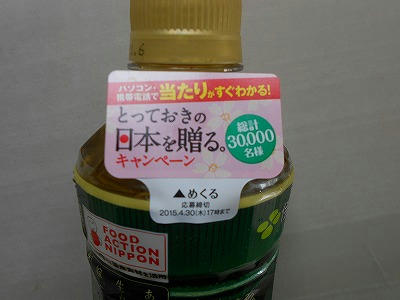 パソコン・
携帯電話で当たりがすぐわかる!
とっておきの
日本を贈る。
キャンペーン
総計
30,000
名様
▲めくる
応募締切
2015.4.30(木)17時まで
FOOD
ACTION
NIPPON